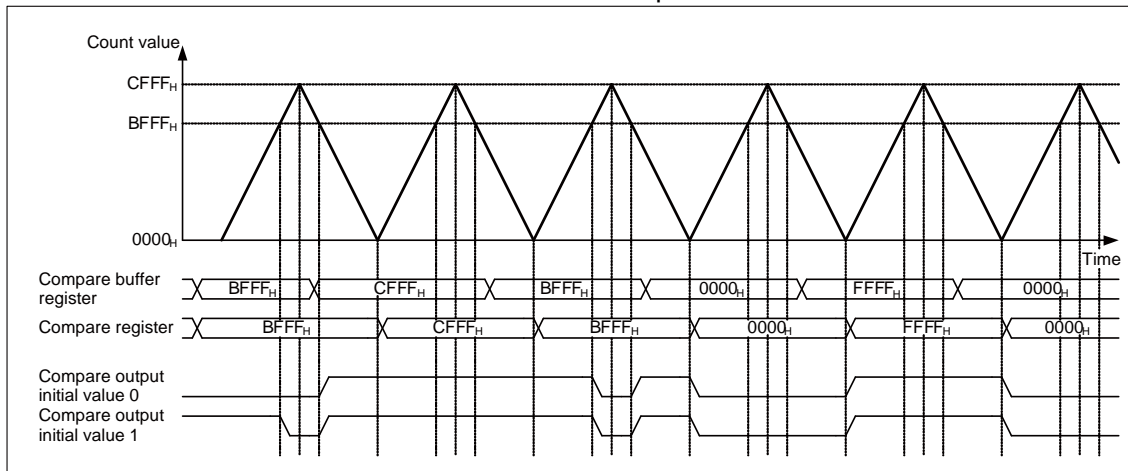 Count value
CFFFH
BFFFH
0000H
Time
Compare buffer
register
BFFFH CFFFH BFFFH 0000H FFFFH 0000H
Compare register
BFFFH CFFFH BFFFH 0000H FFFFH 0000H
Compare output
initial value 0
Compare output
initial value 1